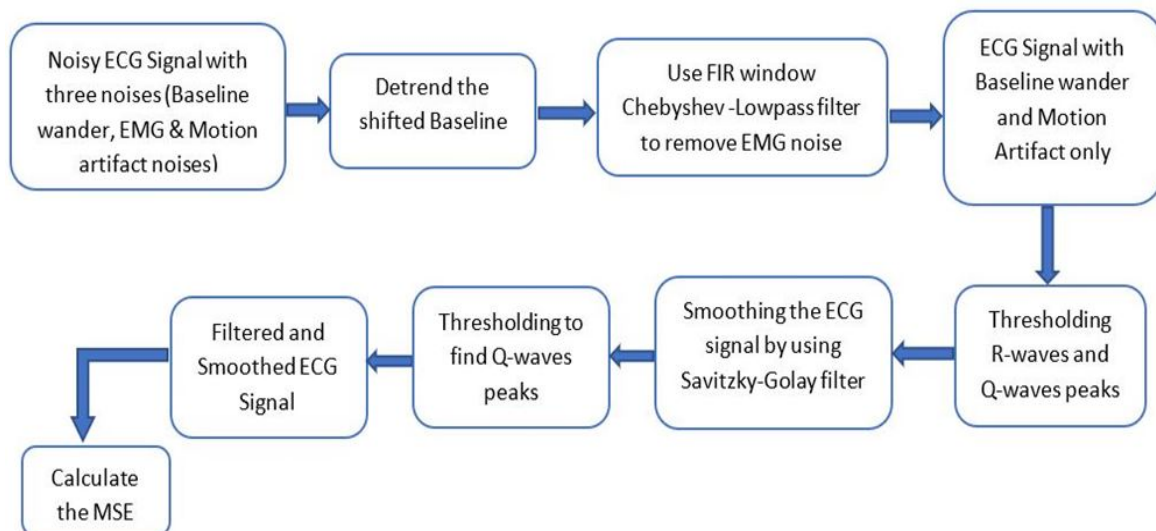 Noisy ECG Signal with
three noises (Baseline
wander, EMG & Motion
artifact noises)
Detrend the
shifted Baseline
Use FIR window
Chebyshev -Lowpass filter
to remove EMG noise
ECG Signal with
Baseline wander
and Motion
Artifact only
Thresholding
R-waves and
Q-waves peaks
Smoothing the ECG
signal by using
Savitzky-Golay filter
Thresholding to
find Q-waves
peaks
Filtered and
Smoothed ECG
Signal
Calculate
the MSE